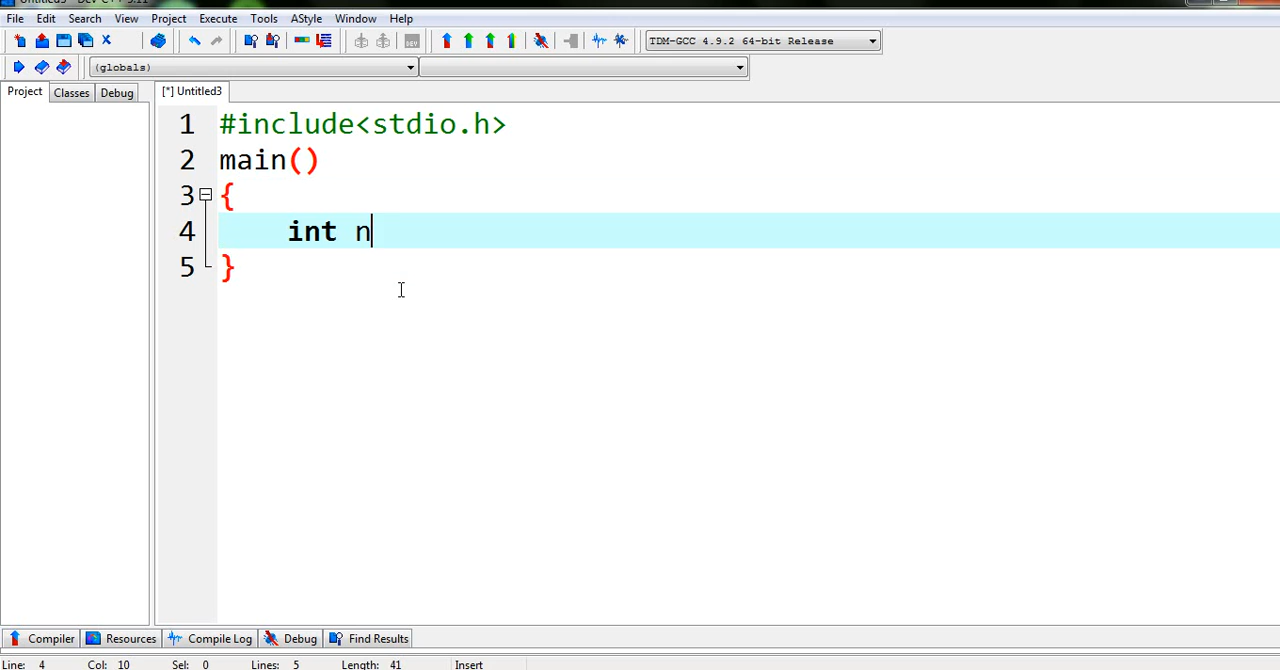 File Edit Search View Project Execute Tools AStyle Window Help
TDM-GCC 4.9.2 64-bit Release
(globals)
Project Classes Debug
[*] Untitled3
1 #include<stdio.h>
2 main()
3 {
4 int n
5 }
Compiler Resources Compile Log Debug Find Results
Line: 4 Col: 10 Sel: 0 Lines: 5 Length: 41 Insert